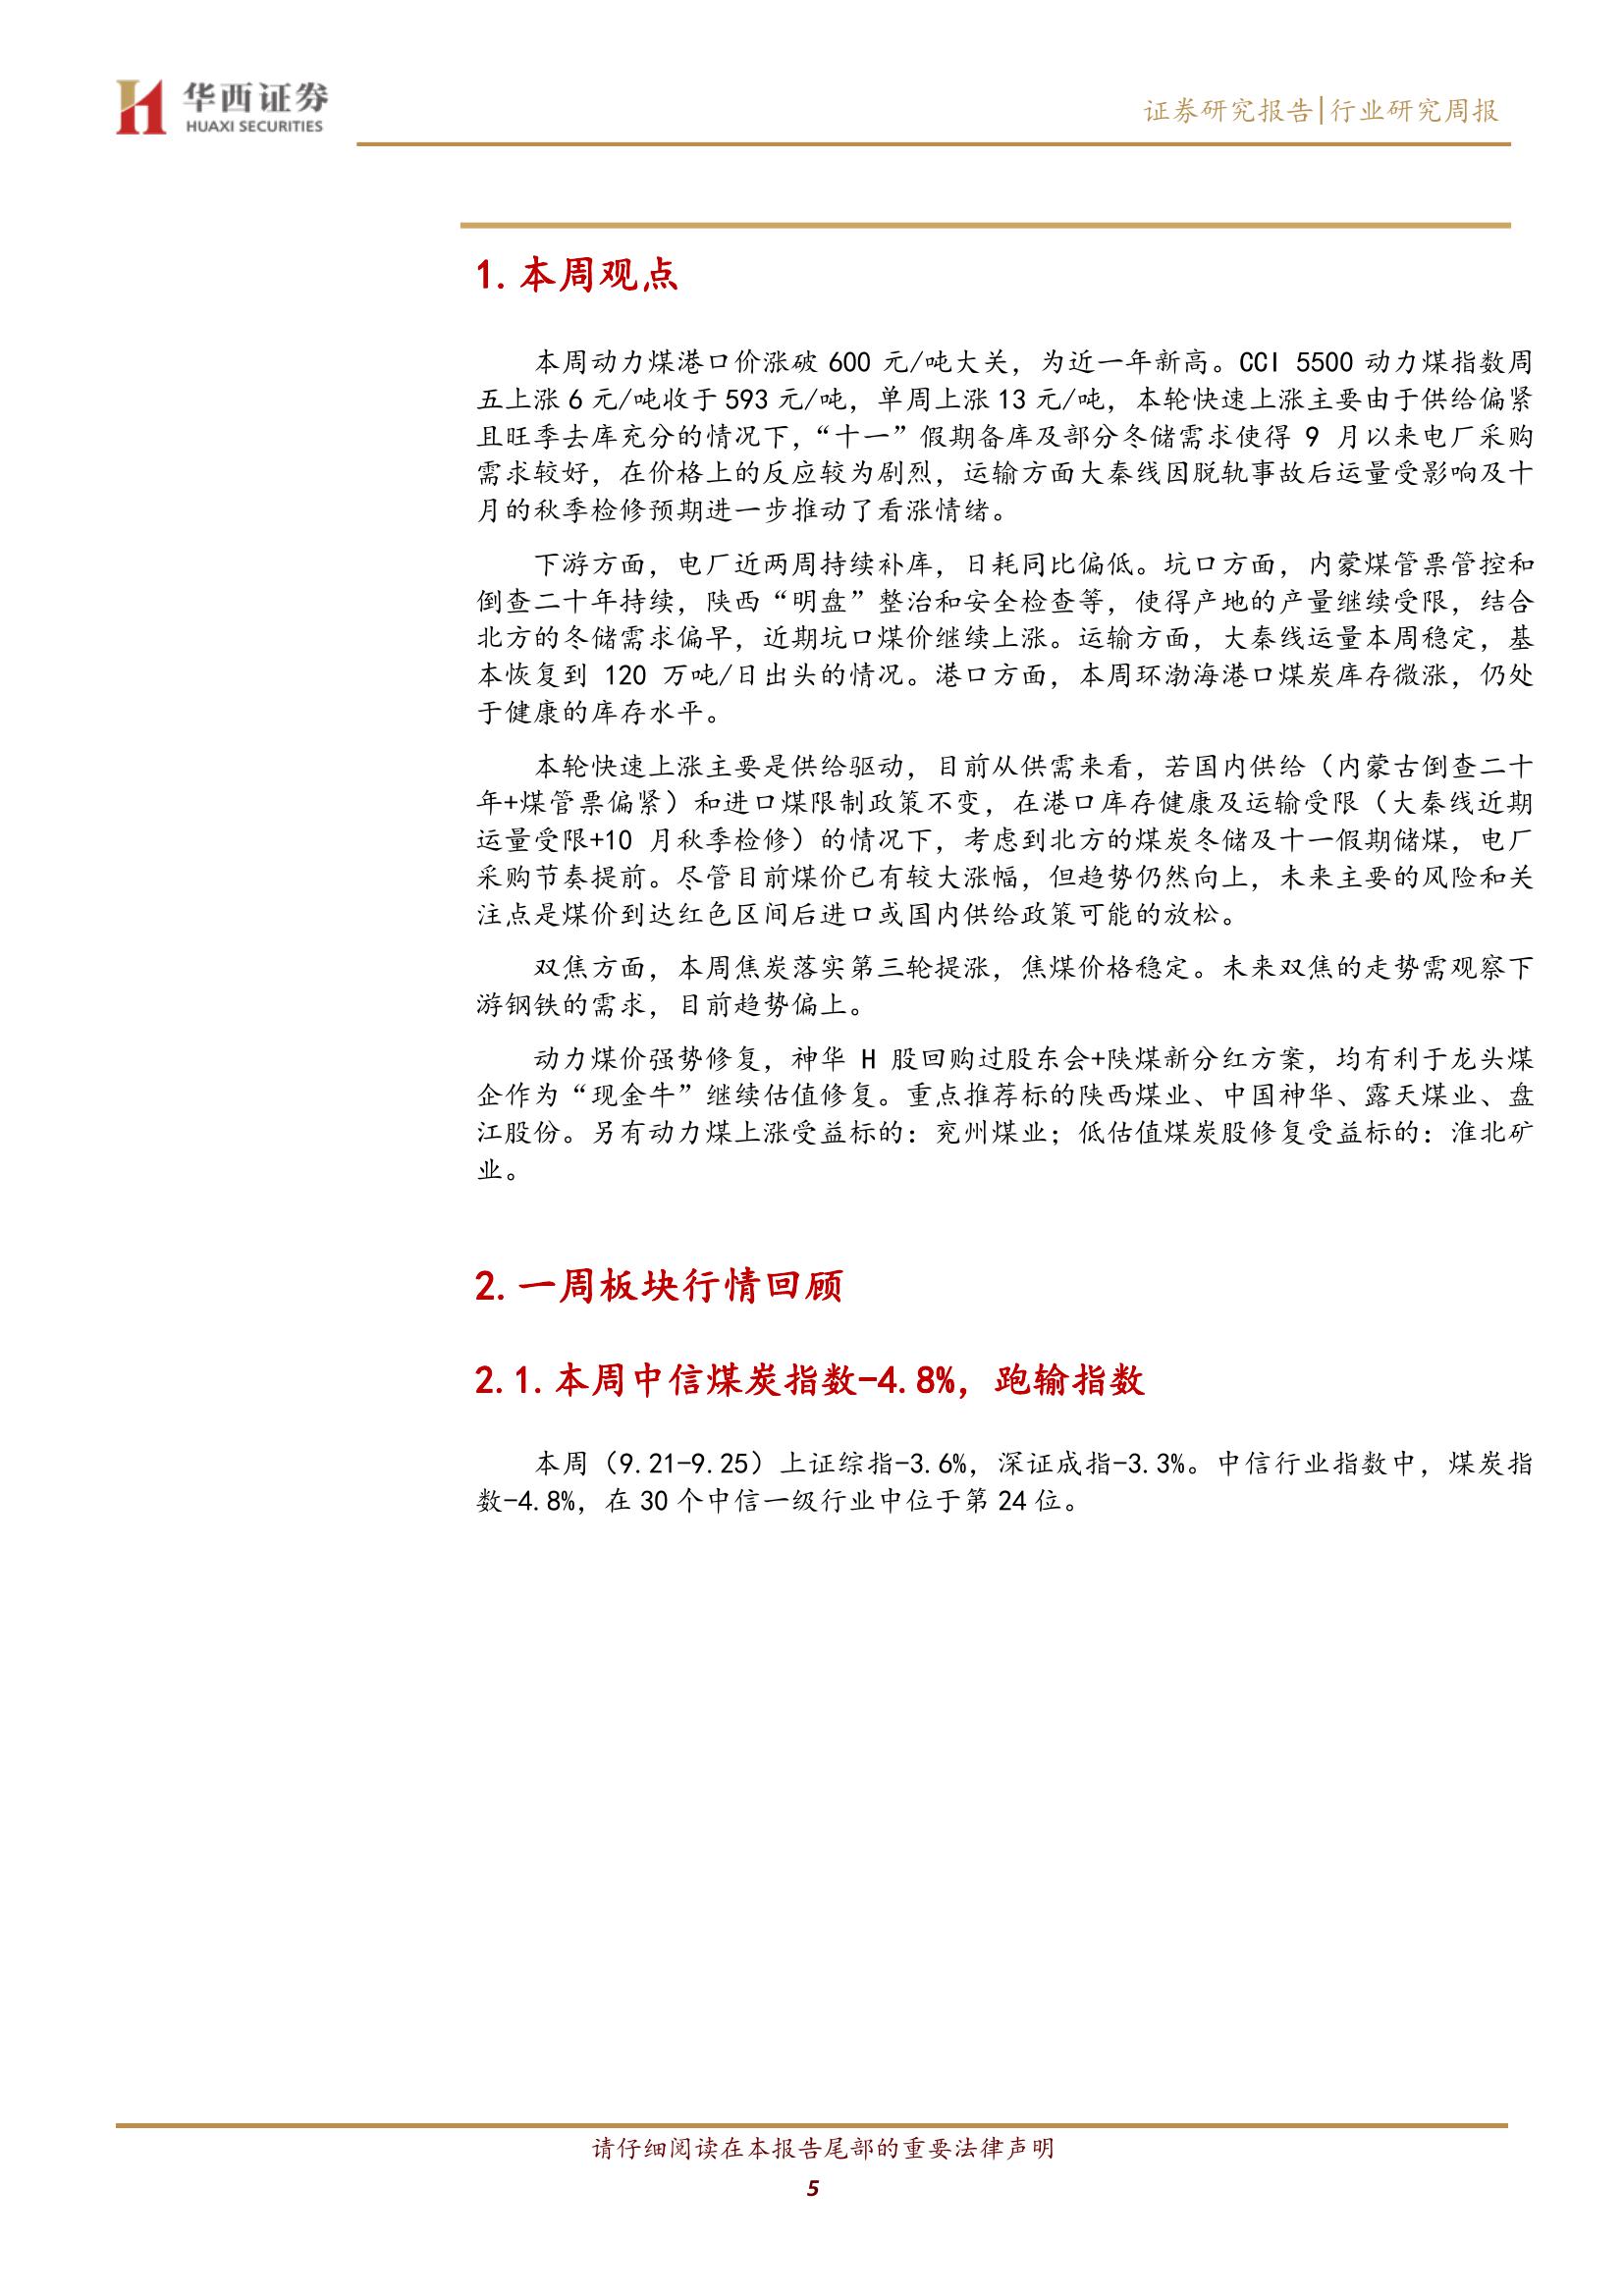 华西证券
HUAXI SECURITIES
证券研究报告|行业研究周报
1.本周观点
本周动力煤港口价涨破 600 元/吨大关，为近一年新高。CCI 5500 动力煤指数周
五上涨 6 元/吨收于 593 元/吨，单周上涨 13 元/吨，本轮快速上涨主要由于供给偏紧
且旺季去库充分的情况下，“十一”假期备库及部分冬储需求使得 9 月以来电厂采购
需求较好，在价格上的反应较为剧烈，运输方面大秦线因脱轨事故后运量受影响及十
月的秋季检修预期进一步推动了看涨情绪。
下游方面，电厂近两周持续补库，日耗同比偏低。坑口方面，内蒙煤管票管控和
倒查二十年持续，陕西“明盘”整治和安全检查等，使得产地的产量继续受限，结合
北方的冬储需求偏早，近期坑口煤价继续上涨。运输方面，大秦线运量本周稳定，基
本恢复到 120 万吨/日出头的情况。港口方面，本周环渤海港口煤炭库存微涨，仍处
于健康的库存水平。
本轮快速上涨主要是供给驱动，目前从供需来看，若国内供给（内蒙古倒查二十
年+煤管票偏紧）和进口煤限制政策不变，在港口库存健康及运输受限（大秦线近期
运量受限+10 月秋季检修）的情况下，考虑到北方的煤炭冬储及十一假期储煤，电厂
采购节奏提前。尽管目前煤价已有较大涨幅，但趋势仍然向上，未来主要的风险和关
注点是煤价到达红色区间后进口或国内供给政策可能的放松。
双焦方面，本周焦炭落实第三轮提涨，焦煤价格稳定。未来双焦的走势需观察下
游钢铁的需求，目前趋势偏上。
动力煤价强势修复，神华 H 股回购过股东会+陕煤新分红方案，均有利于龙头煤
企作为“现金牛”继续估值修复。重点推荐标的陕西煤业、中国神华、露天煤业、盘
江股份。另有动力煤上涨受益标的：兖州煤业；低估值煤炭股修复受益标的：淮北矿
业。
2.一周板块行情回顾
2.1.本周中信煤炭指数-4.8%，跑输指数
本周（9.21-9.25）上证综指-3.6%，深证成指-3.3%。中信行业指数中，煤炭指
数-4.8%，在 30 个中信一级行业中位于第 24 位。
请仔细阅读在本报告尾部的重要法律声明
5